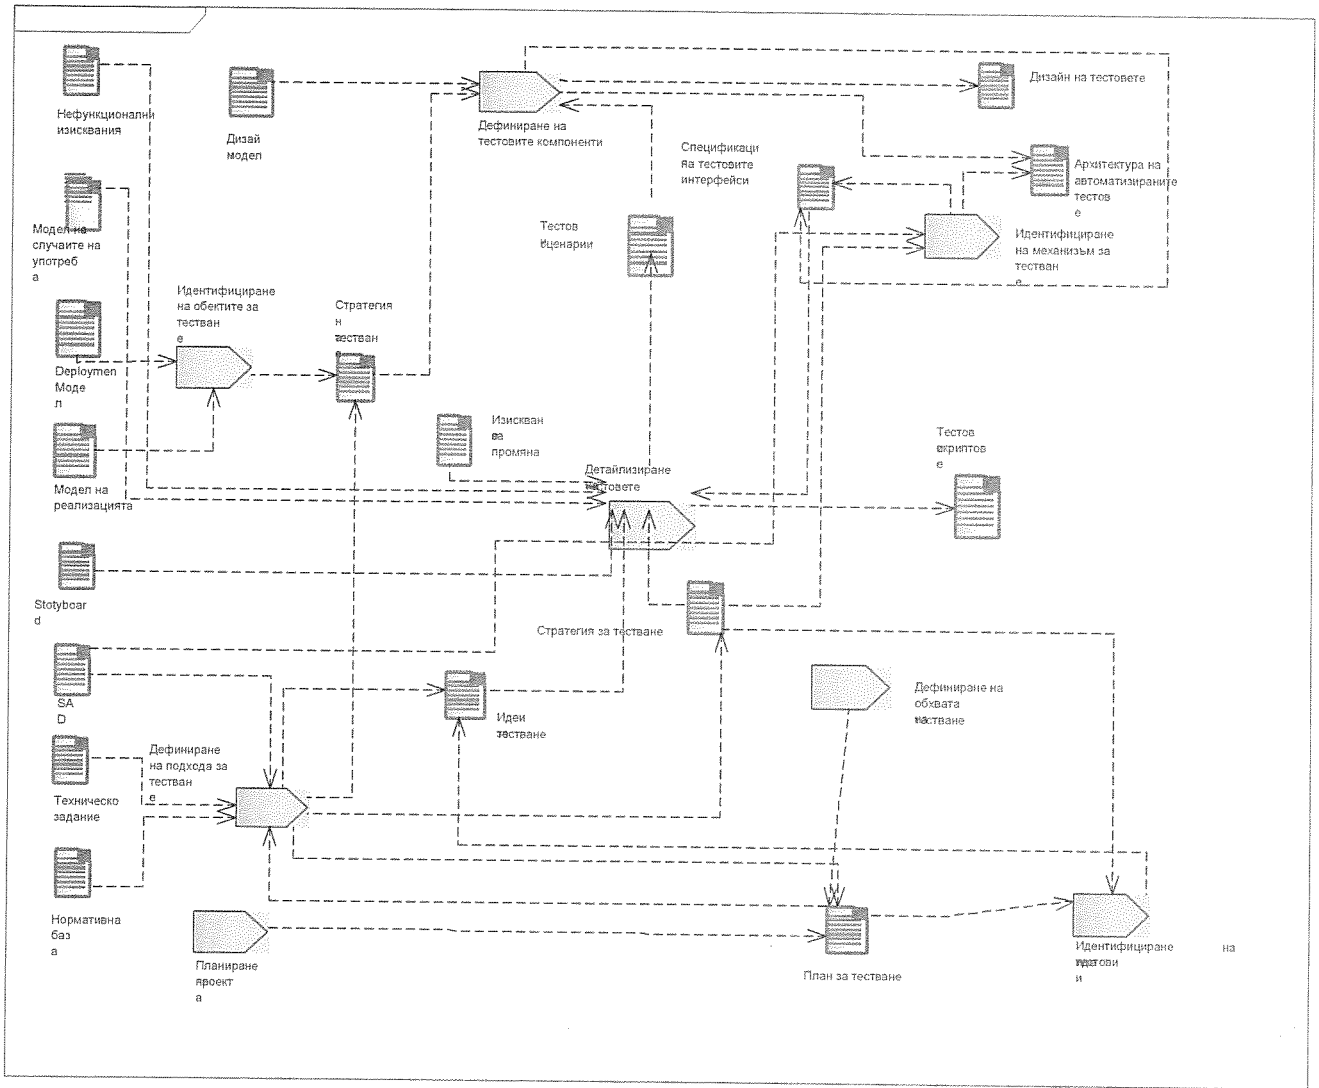 Нефункционални
изисквания
Дизай
модел
Дефиниране на
тестовите компоненти
Дизайн на тестовете
Спецификаци
на тестовите
интерфейси
Архитектура на
автоматизираните
тестов
е
Модел на
случаите на
употреб
а
Тестов
сценарии
Идентифициране
на механизъм за
тестван
е
Идентифициране
на обектите за
тестван
е
Стратегия
тестван
Deploymen
Моде
л
Изискван
за
промяна
Тестов
скриптов
е
Детайлизиране
тестовете
Модел на
реализацията
Stotyboar
d
Стратегия за тестване
SA
D
Идеи
тестване
Дефиниране на
обхвата
тестване
Дефиниране
на подхода за
тестван
е
Техническо
задание
Нормативна
баз
а
Планиране
проект
а
План за тестване
Идентифициране на
тестови
и